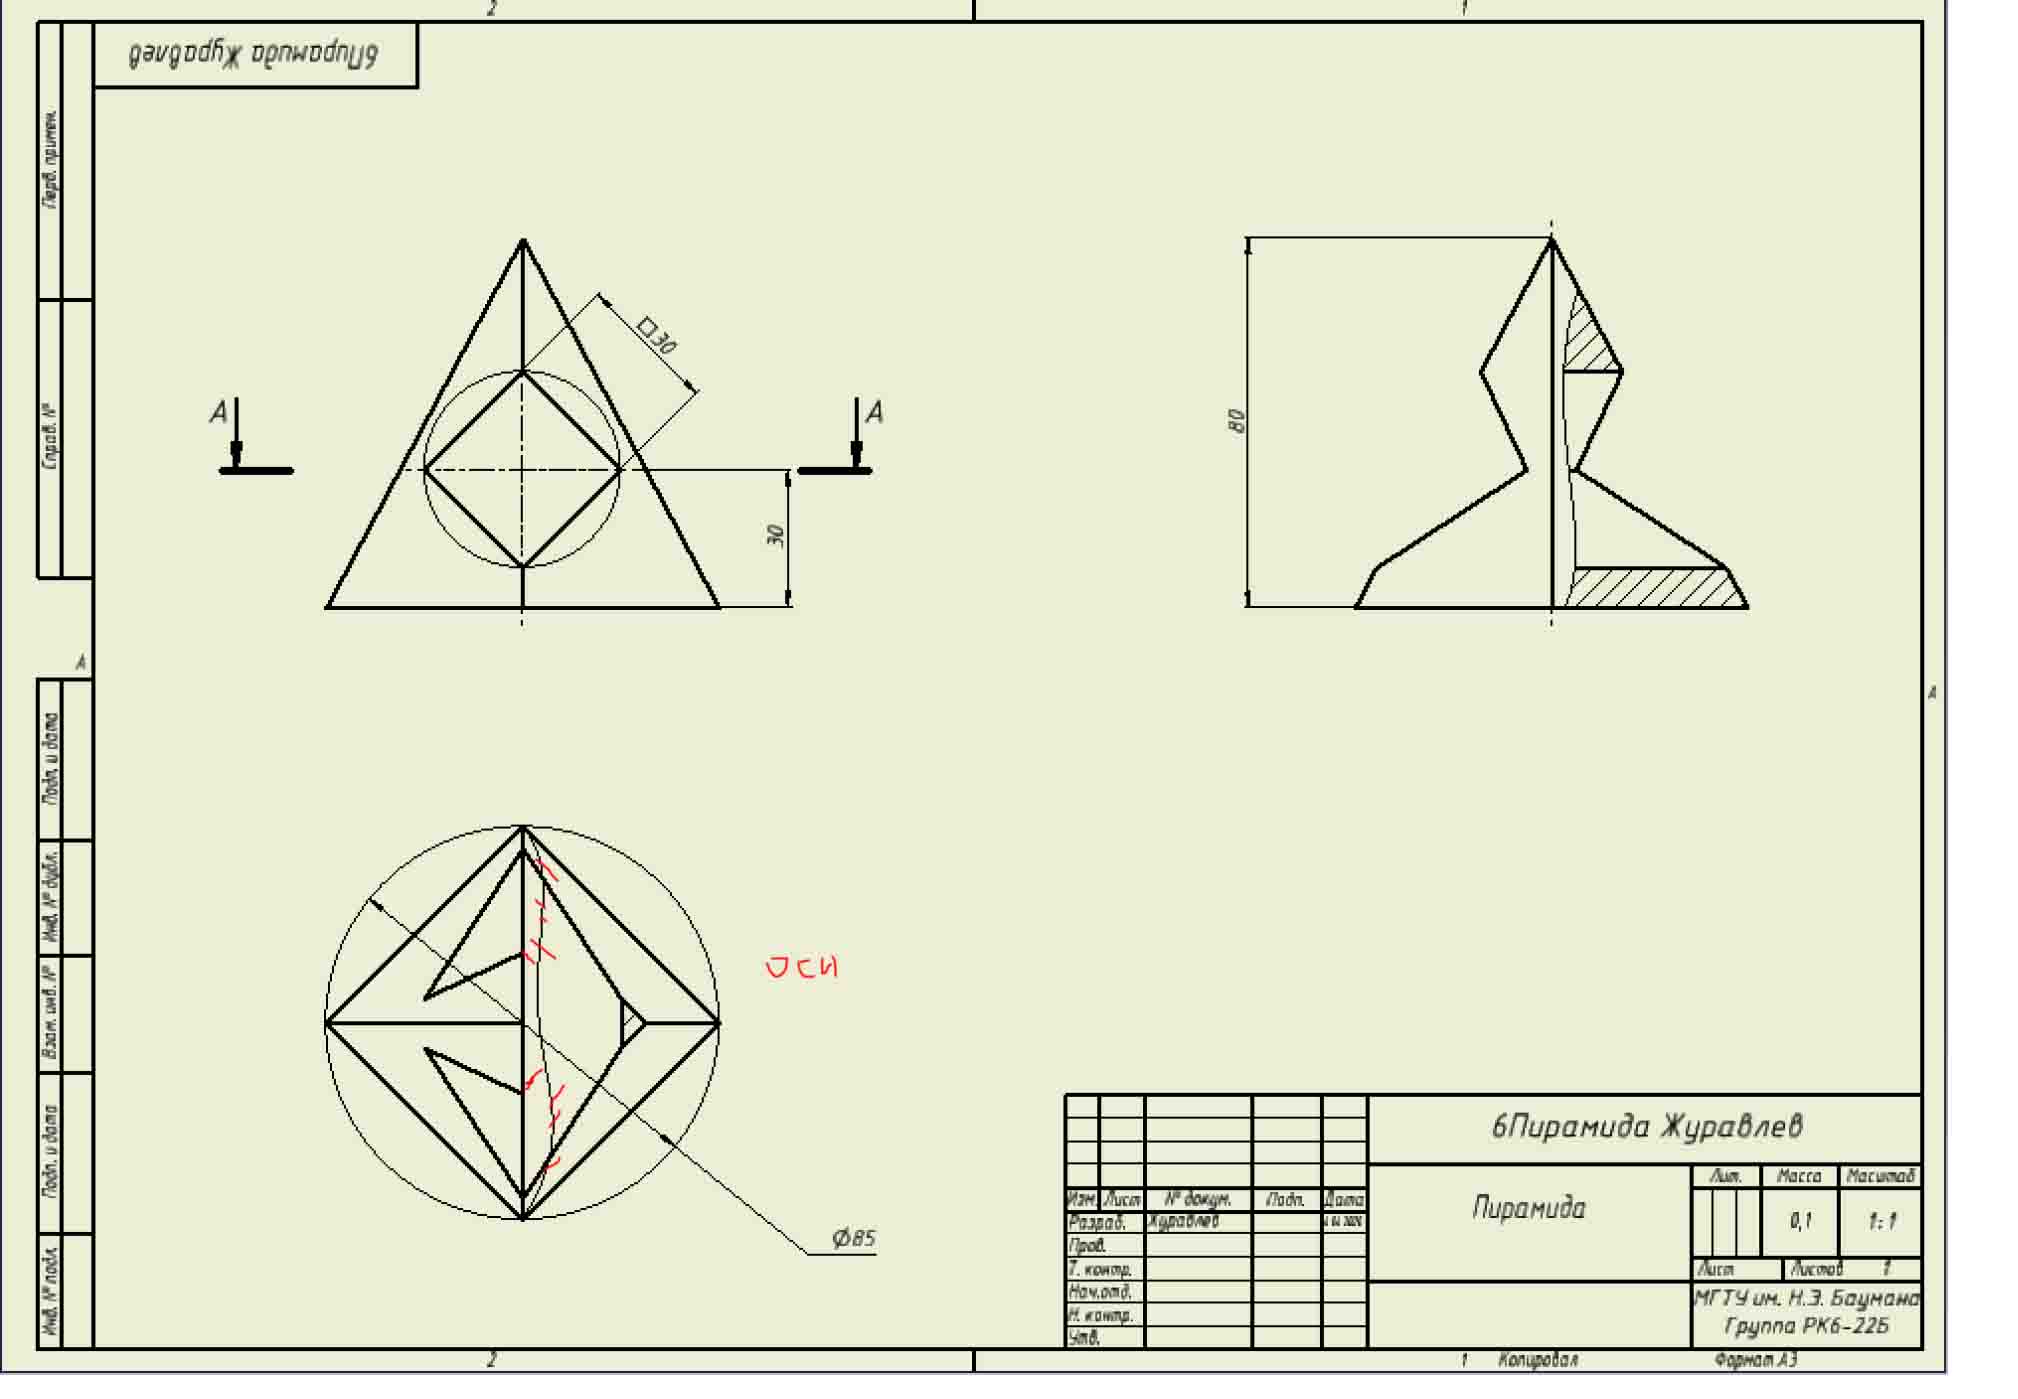 2
1
6Пирамида Журавлев
Перв. примен.
Справ. №
□30
80
А
А
30
А
А
Подп. и дата
Инв. № дубл.
Взам. инв. №
Подп. и дата
Инв. № подл.
оси
Ф85
6Пирамида Журавлев
Лит.
Масса
Масштаб
Изм. Лист № докум. Подп. Дата
Пирамида
Разраб. Журавлев
0,1
1:1
Пров.
Т. контр.
Лист
Листов 1
Нач.отд.
МГТУ им. Н.Э. Баумана
Н. контр.
Группа РК6-22Б
Утв.
2
1
Копировал
Формат А3